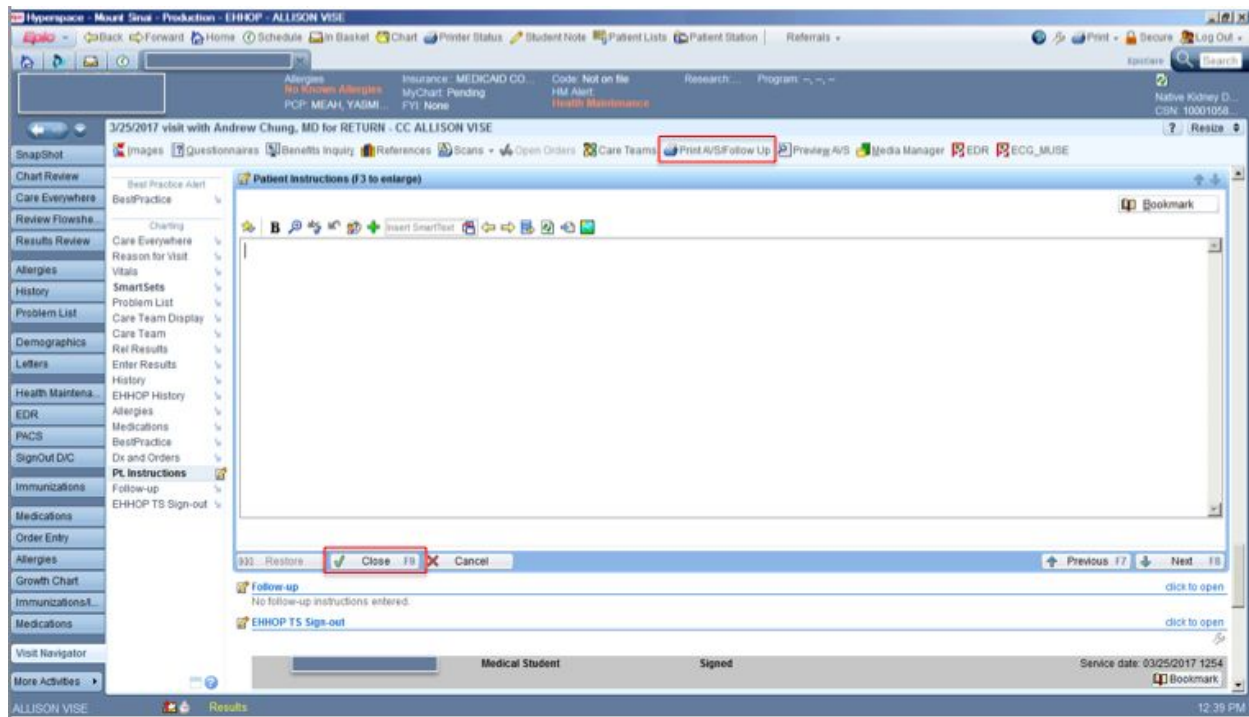 Hyperspace - Mount Sinai - Production - EHHOP - ALLISON VISE
Epic Back Forward Home Schedule In Basket Chart Printer Status Student Note Patient Lists Patient Station Referrals Print Secure Log Out
Search
Allergies Insurance: MEDICAID CO... Code: Not on file Research:... Program: –, –, –
No Known Allergies MyChart: Pending HM Alert:
PCP: MEAH, YASMI... FYI: None Health Maintenance
Native Kidney D...
CSN: 10001058...
3/25/2017 visit with Andrew Chung, MD for RETURN - CC ALLISON VISE
? Resize
Images Questionnaires Benefits Inquiry References Scans Open Orders Care Teams Print AVS/Follow Up Preview AVS Media Manager EDR ECG_MUSE
SnapShot
Chart Review
Care Everywhere
Review Flowshe...
Results Review
Allergies
History
Problem List
Demographics
Letters
Health Maintena...
EDR
PACS
SignOut D/C
Immunizations
Medications
Order Entry
Allergies
Growth Chart
Immunizations/I...
Medications
Visit Navigator
More Activities
Best Practice Alert
BestPractice
Charting
Care Everywhere
Reason for Visit
Vitals
SmartSets
Problem List
Care Team Display
Care Team
Rel Results
Enter Results
History
EHHOP History
Allergies
Medications
BestPractice
Dx and Orders
Pt. Instructions
Follow-up
EHHOP TS Sign-out
Patient Instructions (F3 to enlarge)
Bookmark
B Insert SmartText
Restore Close F9 Cancel Previous F7 Next F8
Follow-up click to open
No follow-up instructions entered.
EHHOP TS Sign-out click to open
Medical Student Signed Service date: 03/25/2017 1254
Bookmark
ALLISON VISE Results 12:39 PM